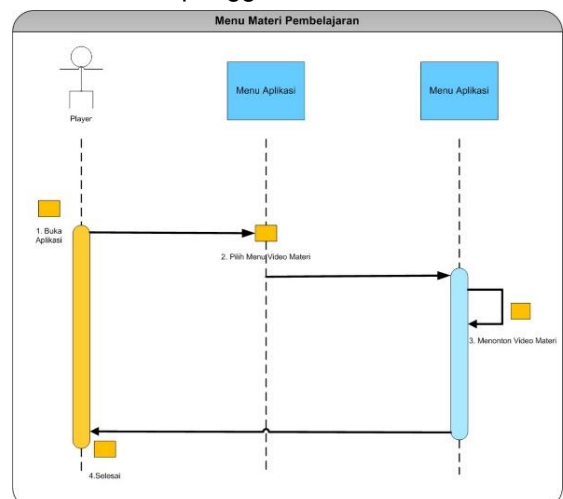 Menu Materi Pembelajaran
Menu Aplikasi
Menu Aplikasi
Player
1. Buka
Aplikasi
2. Pilih Menu Video Materi
3. Menonton Video Materi
4.Selesai